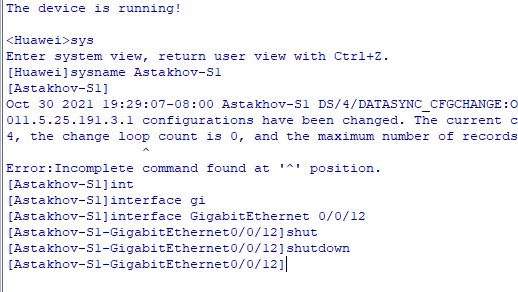 The device is running!
<Huawei>sys
Enter system view, return user view with Ctrl+Z.
[Huawei]sysname Astakhov-S1
[Astakhov-S1]
Oct 30 2021 19:29:07-08:00 Astakhov-S1 DS/4/DATASYNC_CFGCHANGE:O
011.5.25.191.3.1 configurations have been changed. The current c
4, the change loop count is 0, and the maximum number of records
^
Error:Incomplete command found at '^' position.
[Astakhov-S1]int
[Astakhov-S1]interface gi
[Astakhov-S1]interface GigabitEthernet 0/0/12
[Astakhov-S1-GigabitEthernet0/0/12]shut
[Astakhov-S1-GigabitEthernet0/0/12]shutdown
[Astakhov-S1-GigabitEthernet0/0/12]